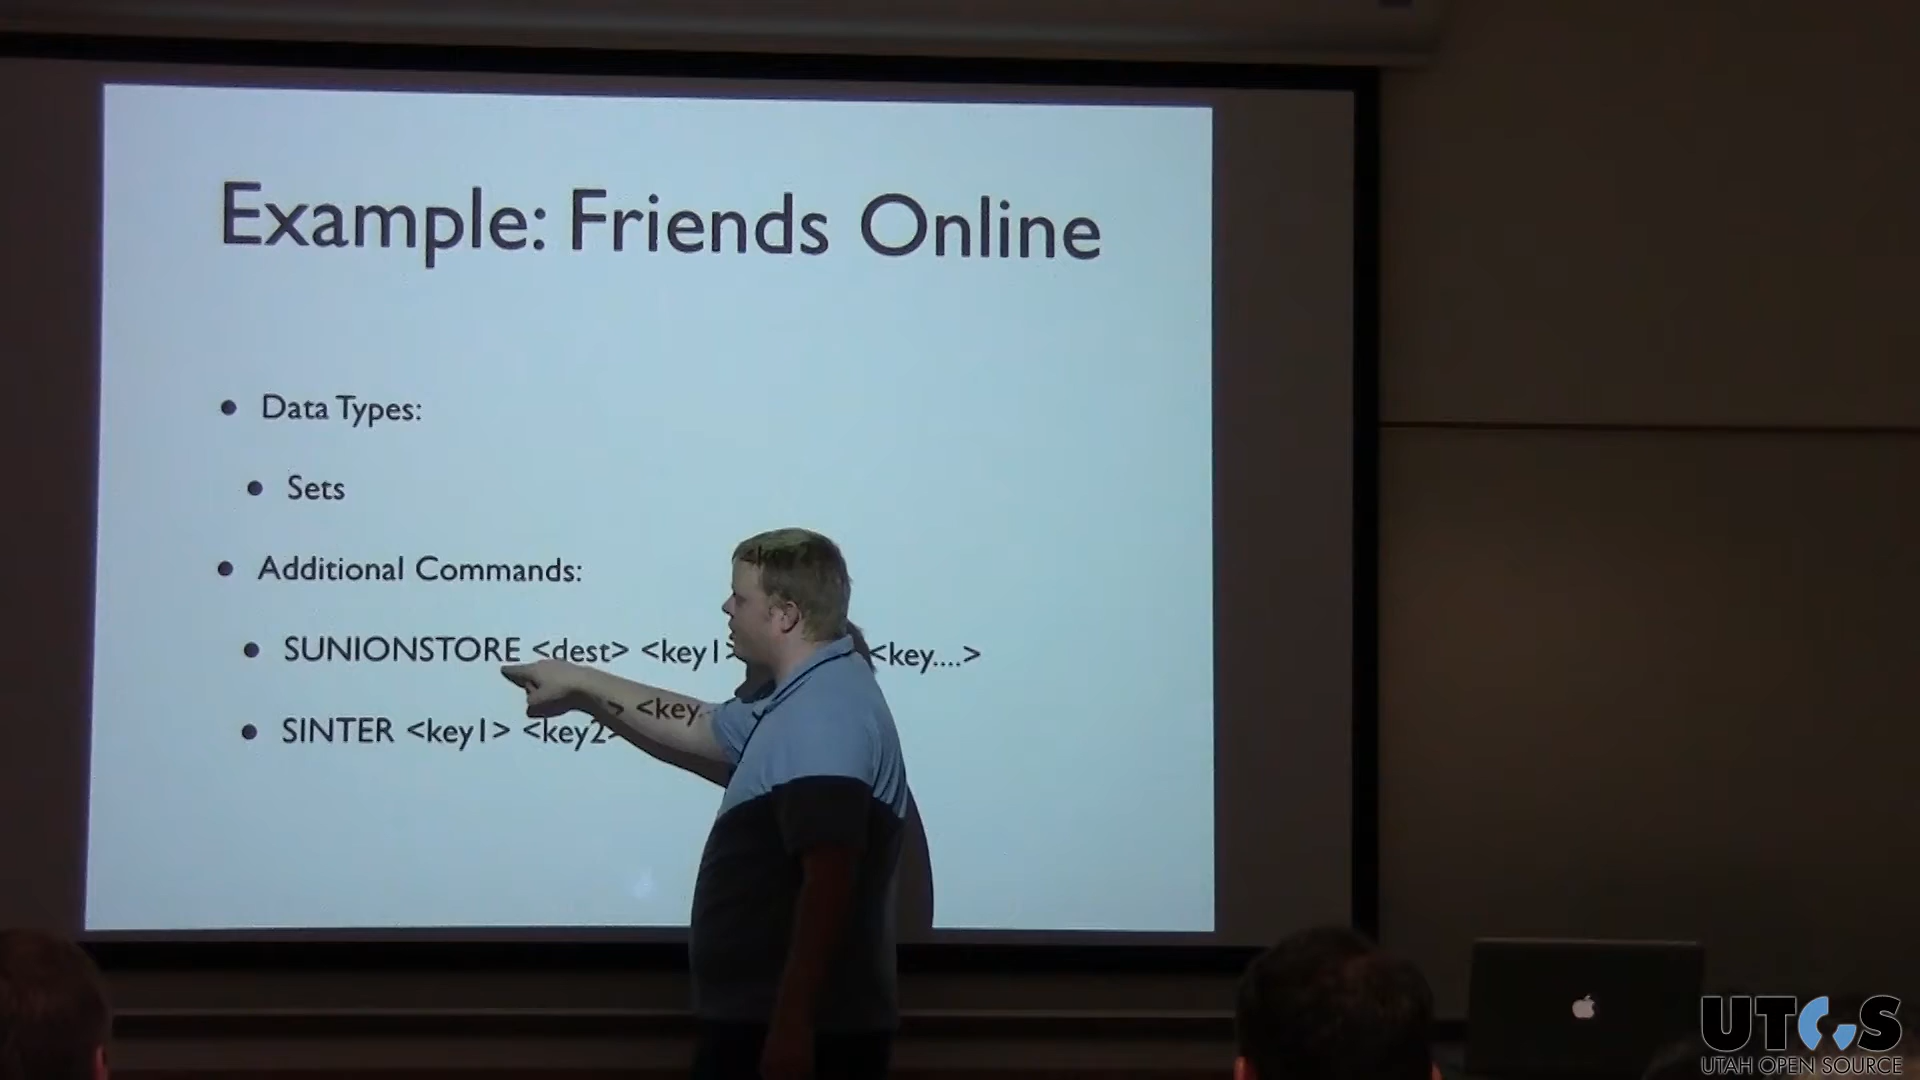 Example: Friends Online
• Data Types:
• Sets
• Additional Commands:
• SUNIONSTORE <dest> <key1> <key....>
• SINTER <key1> <key2> <key
UTOS
UTAH OPEN SOURCE